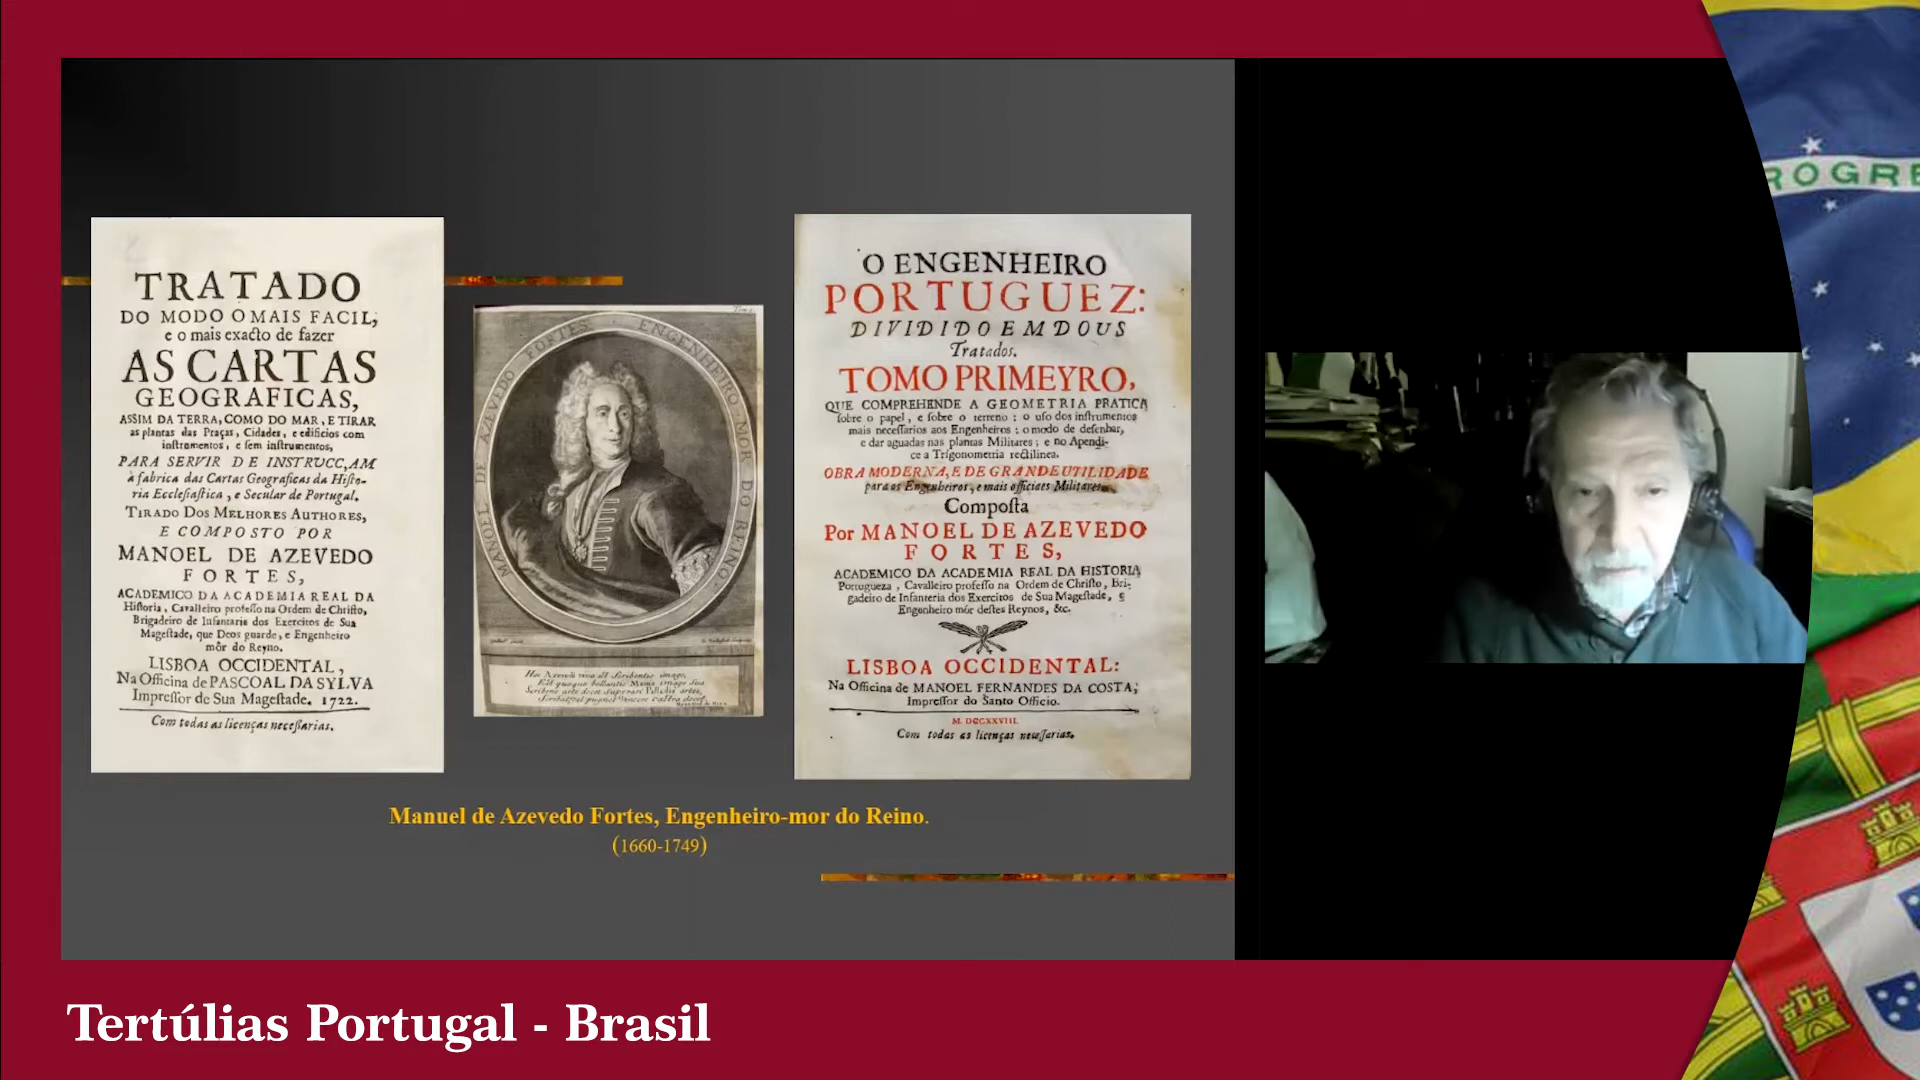 TRATADO
DO MODO O MAIS FACIL,
e o mais exacto de fazer
AS CARTAS
GEOGRAFICAS,
ASSIM DA TERRA, COMO DO MAR, E TIRAR
as plantas das Praças, Cidades, e edificios com
instrumentos, e sem instrumentos,
PARA SERVIR DE INSTRUCÇAM
à fabrica das Cartas Geograficas da Histo-
ria Ecclesiastica, e Secular de Portugal.
TIRADO DOS MELHORES AUTHORES,
E COMPOSTO POR
MANOEL DE AZEVEDO
FORTES,
ACADEMICO DA ACADEMIA REAL DA
Historia, Cavalleiro professo na Ordem de Christo,
Brigadeiro de Infantaria dos Exercitos de Sua
Magestade, que Deos guarde, e Engenheiro
môr do Reyno.
LISBOA OCCIDENTAL,
Na Officina de PASCOAL DA SYLVA
Impressor de Sua Magestade. 1722.
Com todas as licenças necessarias.
MANOEL DE AZEVEDO FORTES ENGENHEIRO MOR DO REINO
O ENGENHEIRO
PORTUGUEZ:
DIVIDIDO EM DOUS
Tratados.
TOMO PRIMEYRO,
QUE COMPREHENDE A GEOMETRIA PRATICA
sobre o papel, e sobre o terreno: o uso dos instrumentos
mais necessarios aos Engenheiros: o modo de desenhar,
e dar aguadas nas plantas Militares; e no Apendi-
ce a Trigonometria rectilinea.
OBRA MODERNA, E DE GRANDE UTILIDADE
para os Engenheiros, e mais officiaes Militares.
Composta
Por MANOEL DE AZEVEDO
FORTES,
ACADEMICO DA ACADEMIA REAL DA HISTORIA
Portugueza, Cavalleiro professo na Ordem de Christo, Bri-
gadeiro de Infanteria dos Exercitos de Sua Magestade, e
Engenheiro mór destes Reynos, &c.
LISBOA OCCIDENTAL:
Na Officina de MANOEL FERNANDES DA COSTA,
Impressor do Santo Officio.
M. DCCXXVIII.
Com todas as licenças necessarias.
Manuel de Azevedo Fortes, Engenheiro-mor do Reino.
(1660-1749)
ROGRE
Tertúlias Portugal - Brasil